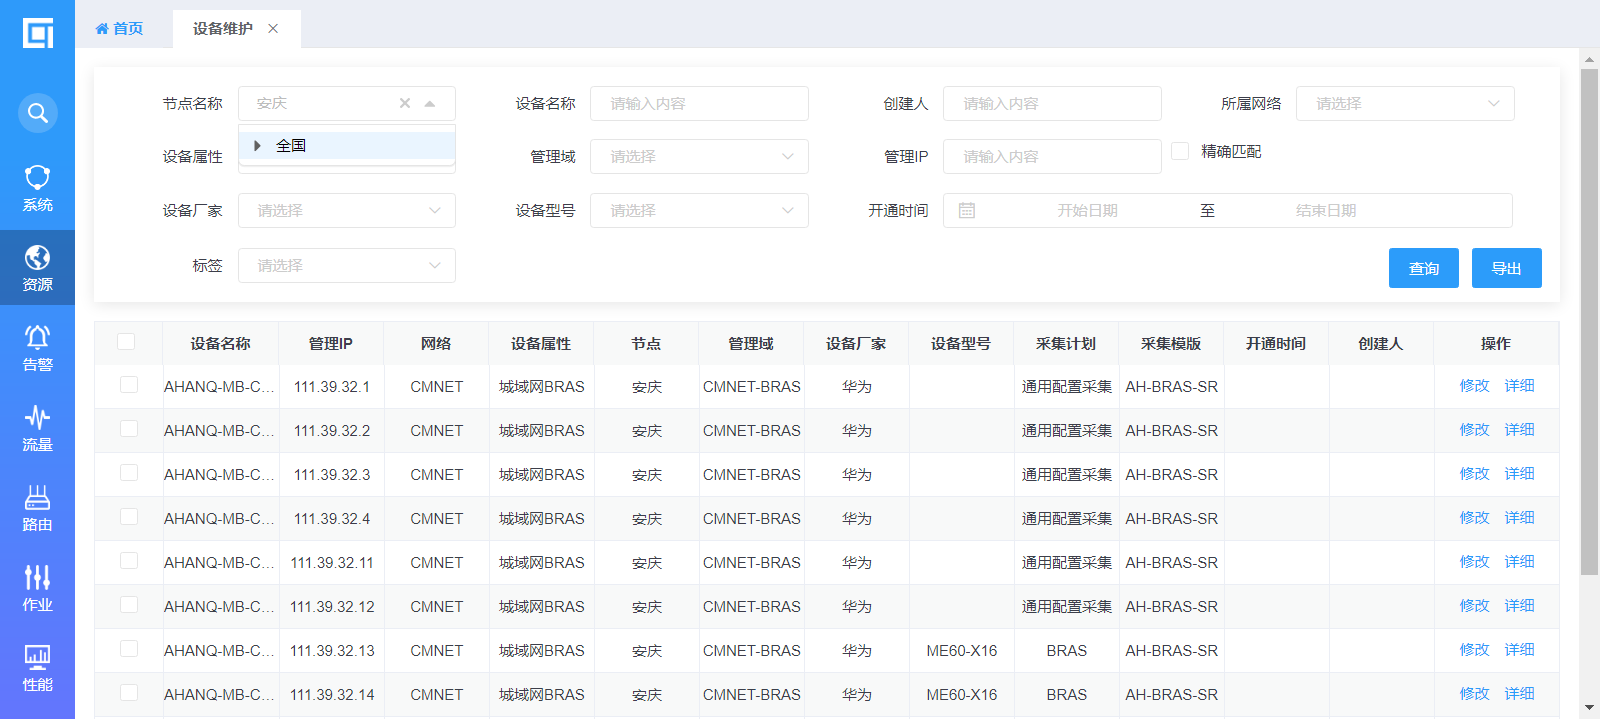 首页
设备维护
系统
资源
告警
流量
路由
作业
性能
节点名称 安庆 设备名称 请输入内容 创建人 请输入内容 所属网络 请选择
全国
设备属性 管理域 请选择 管理IP 请输入内容 精确匹配
设备厂家 请选择 设备型号 请选择 开通时间 开始日期 至 结束日期
标签 请选择 查询 导出
设备名称 管理IP 网络 设备属性 节点 管理域 设备厂家 设备型号 采集计划 采集模版 开通时间 创建人 操作
AHANQ-MB-C... 111.39.32.1 CMNET 城域网BRAS 安庆 CMNET-BRAS 华为 通用配置采集 AH-BRAS-SR 修改 详细
AHANQ-MB-C... 111.39.32.2 CMNET 城域网BRAS 安庆 CMNET-BRAS 华为 通用配置采集 AH-BRAS-SR 修改 详细
AHANQ-MB-C... 111.39.32.3 CMNET 城域网BRAS 安庆 CMNET-BRAS 华为 通用配置采集 AH-BRAS-SR 修改 详细
AHANQ-MB-C... 111.39.32.4 CMNET 城域网BRAS 安庆 CMNET-BRAS 华为 通用配置采集 AH-BRAS-SR 修改 详细
AHANQ-MB-C... 111.39.32.11 CMNET 城域网BRAS 安庆 CMNET-BRAS 华为 通用配置采集 AH-BRAS-SR 修改 详细
AHANQ-MB-C... 111.39.32.12 CMNET 城域网BRAS 安庆 CMNET-BRAS 华为 通用配置采集 AH-BRAS-SR 修改 详细
AHANQ-MB-C... 111.39.32.13 CMNET 城域网BRAS 安庆 CMNET-BRAS 华为 ME60-X16 BRAS AH-BRAS-SR 修改 详细
AHANQ-MB-C... 111.39.32.14 CMNET 城域网BRAS 安庆 CMNET-BRAS 华为 ME60-X16 BRAS AH-BRAS-SR 修改 详细